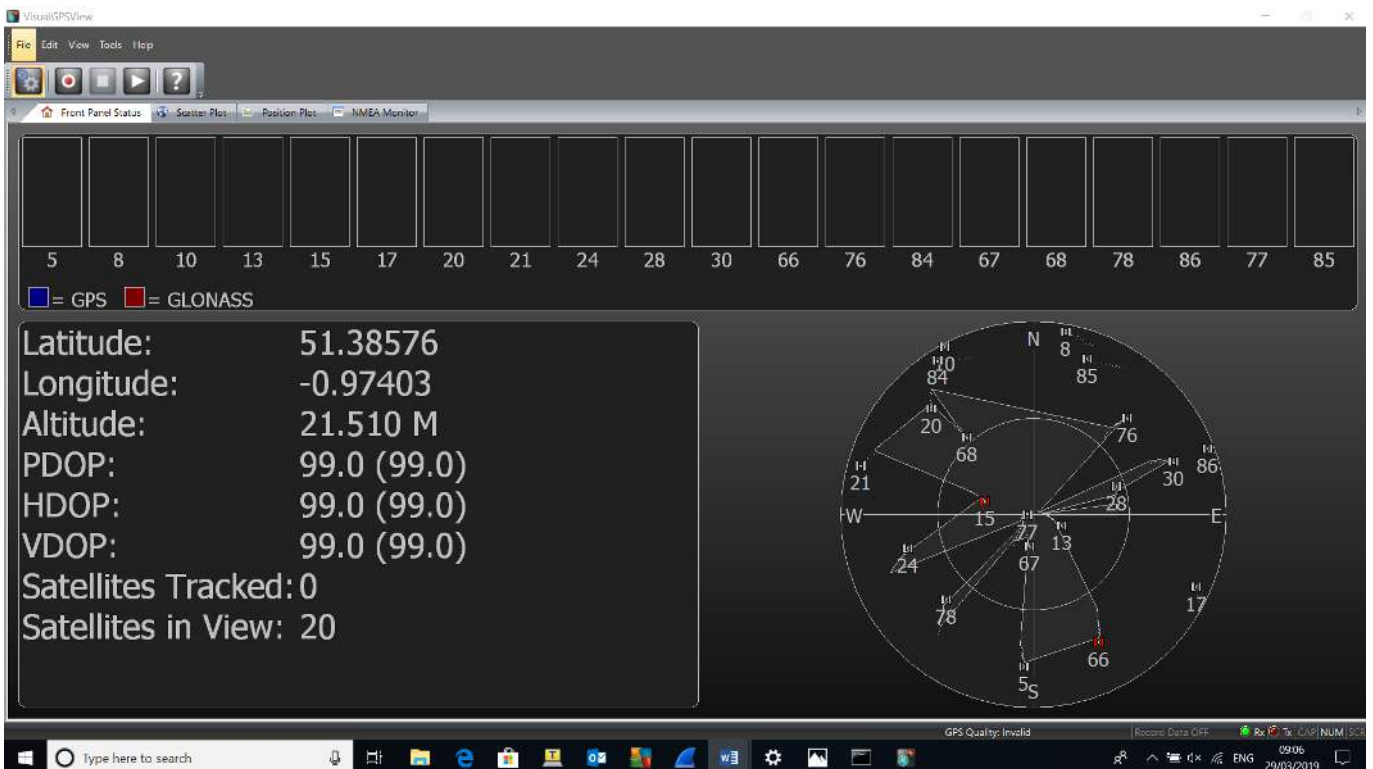 VisualGPSView
File Edit View Tools Help
Front Panel Status Scatter Plot Position Plot NMEA Monitor
5 8 10 13 15 17 20 21 24 28 30 66 76 84 67 68 78 86 77 85
= GPS = GLONASS
Latitude: 51.38576
Longitude: -0.97403
Altitude: 21.510 M
PDOP: 99.0 (99.0)
HDOP: 99.0 (99.0)
VDOP: 99.0 (99.0)
Satellites Tracked: 0
Satellites in View: 20
N
8
10
84
85
20
76
68
86
21
30
28
W
15
E
77
13
67
24
17
78
66
5
S
GPS Quality: Invalid Record Data OFF Rx Tx CAP NUM SCR
Type here to search
ENG
09:06
29/03/2019